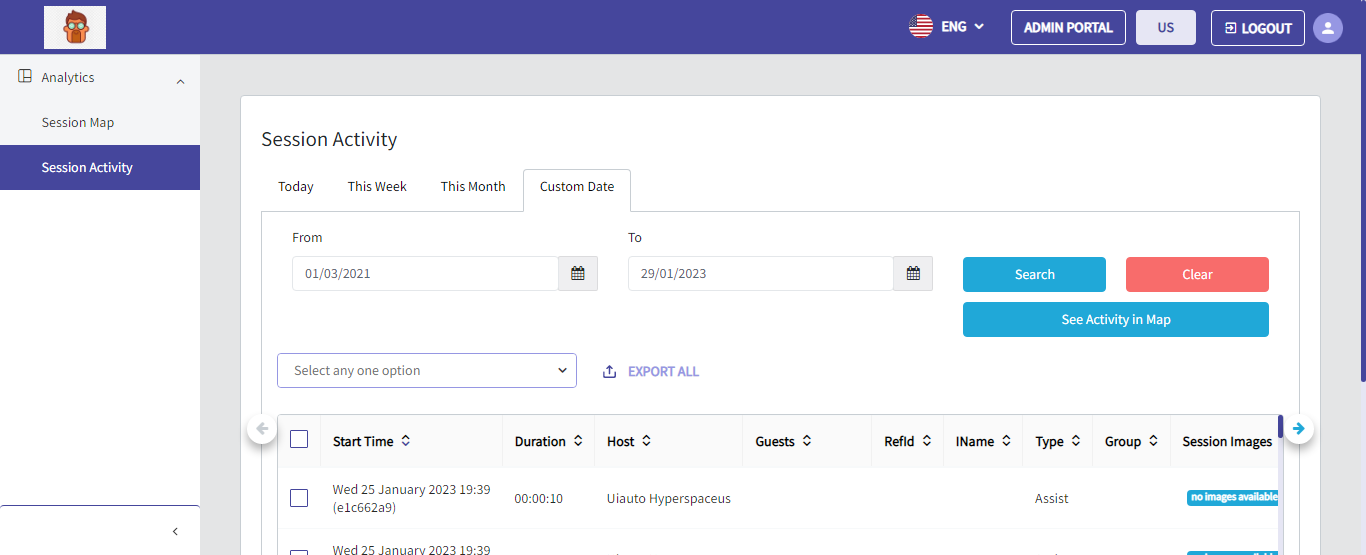 ENG
ADMIN PORTAL
US
LOGOUT
Analytics
Session Map
Session Activity
Session Activity
Today This Week This Month Custom Date
From To
01/03/2021 29/01/2023 Search Clear
See Activity in Map
Select any one option EXPORT ALL
Start Time Duration Host Guests RefId IName Type Group Session Images
Wed 25 January 2023 19:39
(e1c662a9) 00:00:10 Uiauto Hyperspaceus Assist no images available
Wed 25 January 2023 19:39